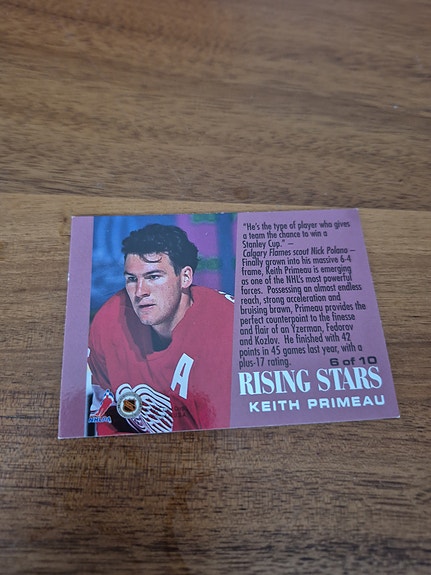 "He's the type of player who gives
a team the chance to win a
Stanley Cup." –
Calgary Flames scout Nick Polano –
Finally grown into his massive 6-4
frame, Keith Primeau is emerging
as one of the NHL's most powerful
forces. Possessing an almost endless
reach, strong acceleration and
bruising brawn, Primeau provides the
perfect counterpoint to the finesse
and flair of an Yzerman, Fedorov
and Kozlov. He finished with 42
points in 45 games last year, with a
plus-17 rating.
6 of 10
RISING STARS
KEITH PRIMEAU
A
NHLPA